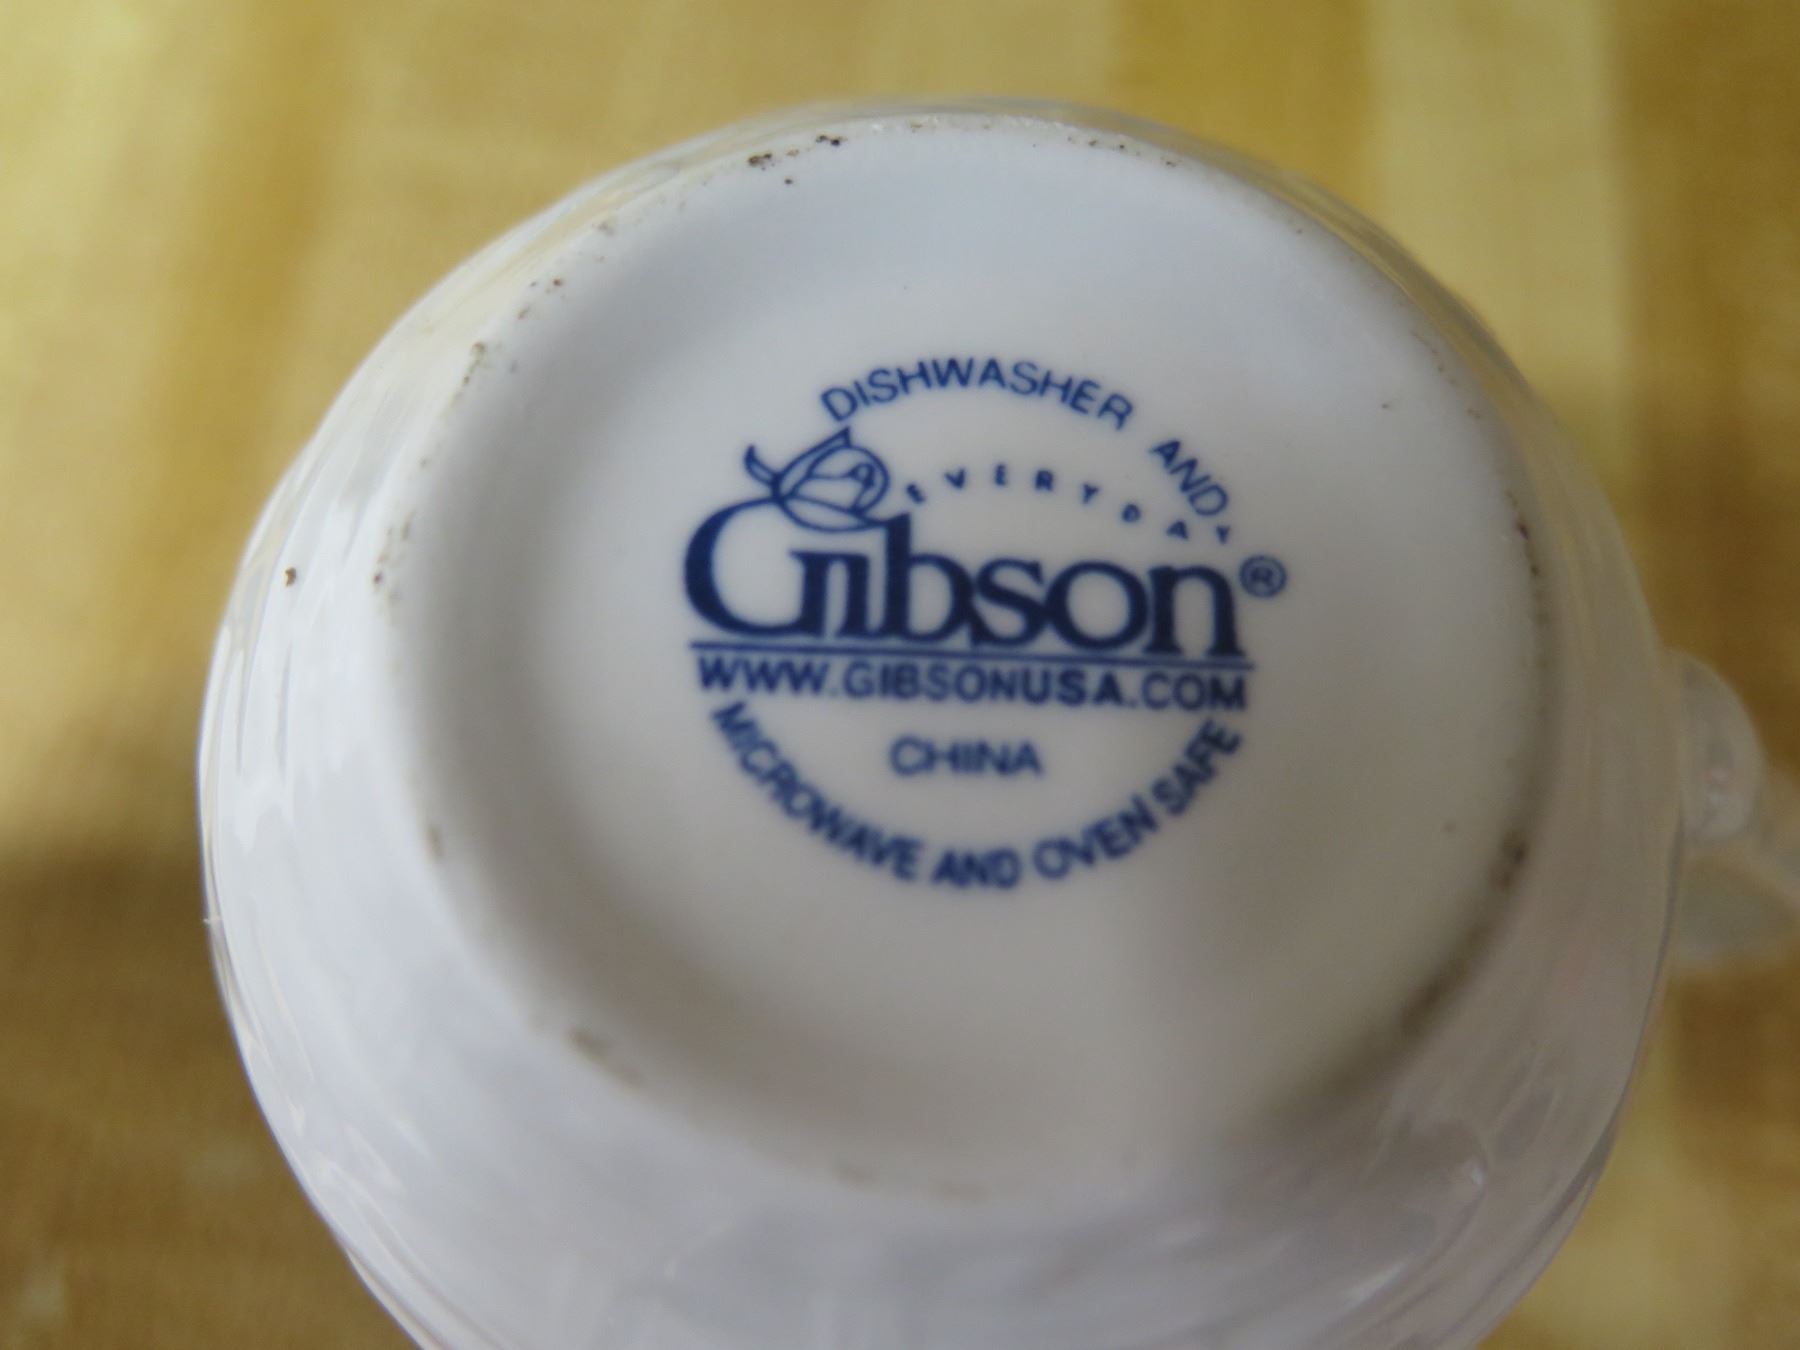 DISHWASHER AND
EVERYDAY
Gibson®
WWW.GIBSONUSA.COM
CHINA
MICROWAVE AND OVEN SAFE